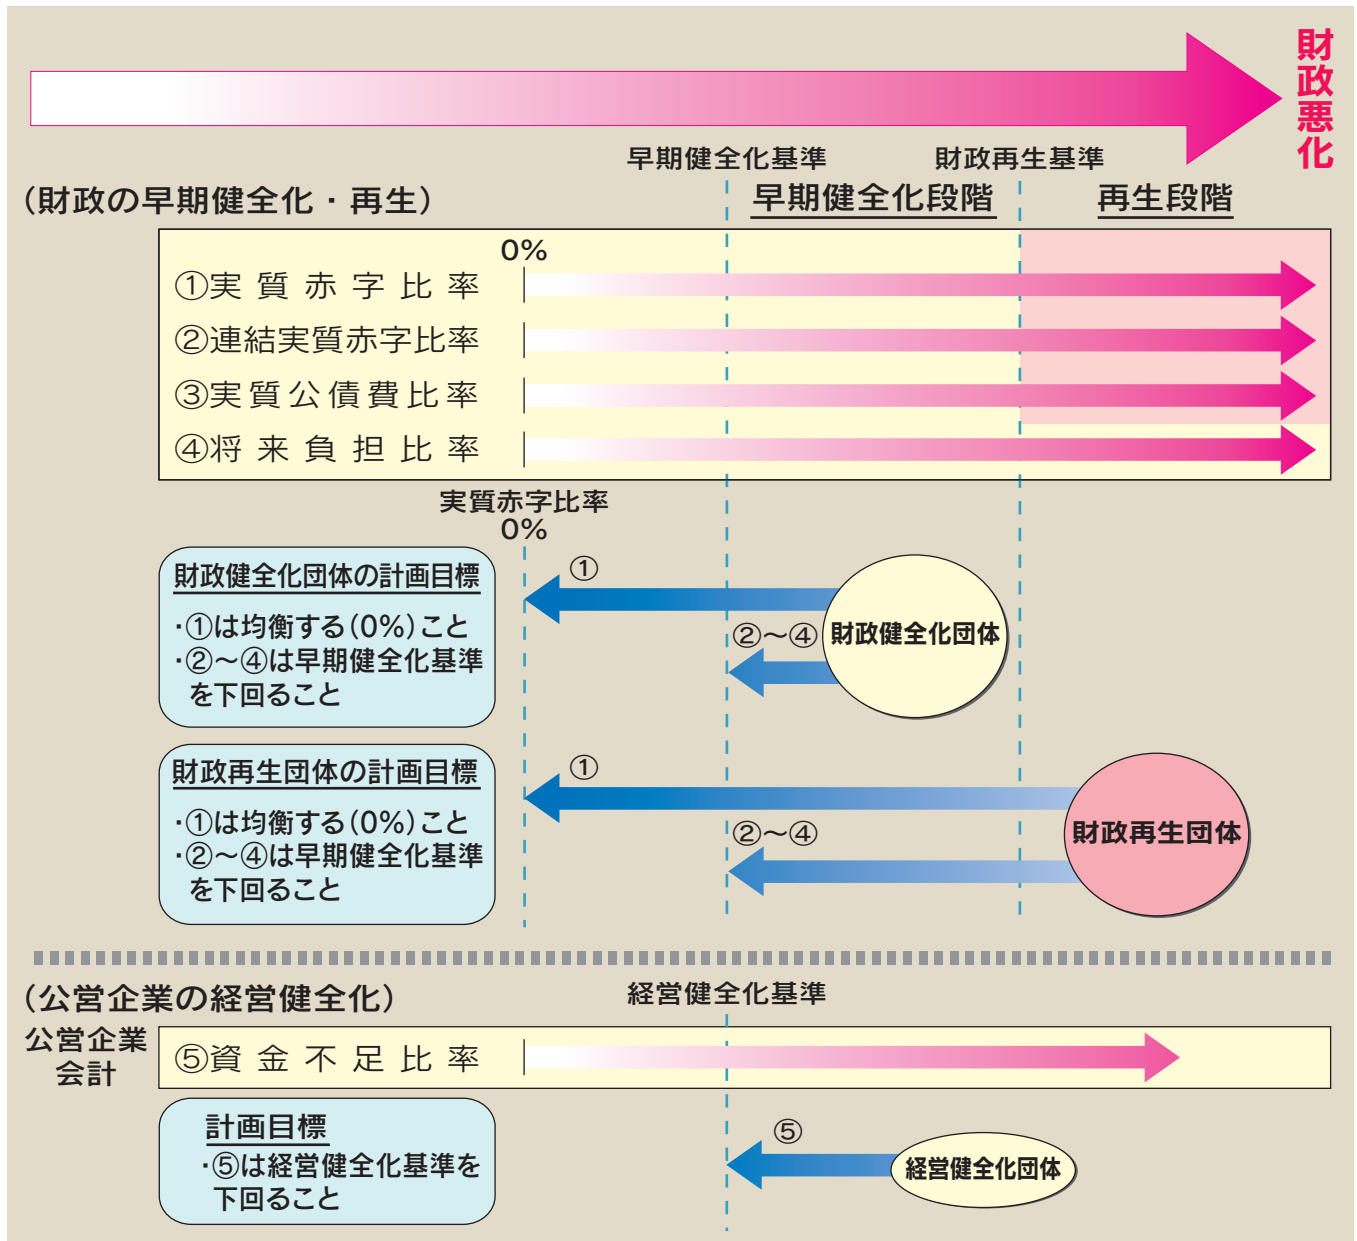 財政悪化
早期健全化基準
財政再生基準
(財政の早期健全化・再生)
早期健全化段階
再生段階
0%
①実質赤字比率
②連結実質赤字比率
③実質公債費比率
④将来負担比率
実質赤字比率
0%
財政健全化団体の計画目標
・①は均衡する(0%)こと
・②～④は早期健全化基準
を下回ること
①
②～④
財政健全化団体
財政再生団体の計画目標
・①は均衡する(0%)こと
・②～④は早期健全化基準
を下回ること
①
②～④
財政再生団体
(公営企業の経営健全化)
経営健全化基準
公営企業
会計
⑤資金不足比率
計画目標
・⑤は経営健全化基準を
下回ること
⑤
経営健全化団体